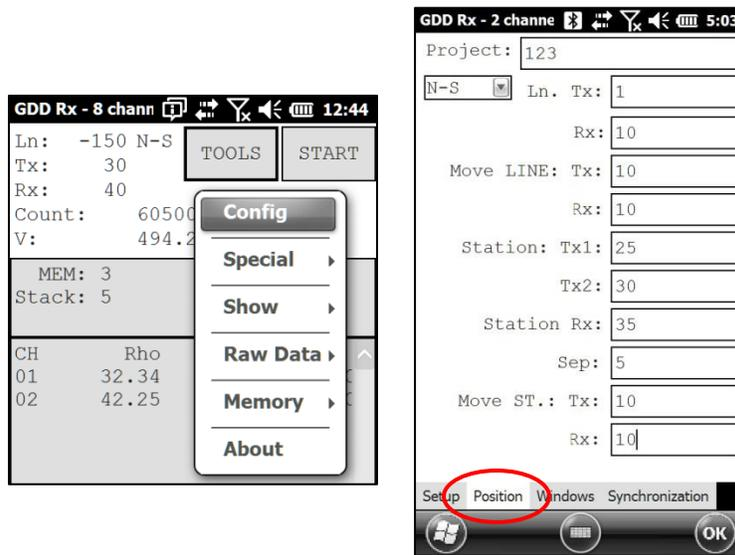 GDD Rx - 8 chann 12:44
Ln: -150 N-S
Tx: 30
Rx: 40
Count: 60500
V: 494.2
TOOLS
START
Config
Special
Show
Raw Data
Memory
About
MEM: 3
Stack: 5
CH Rho
01 32.34
02 42.25
GDD Rx - 2 channe 5:03
Project: 123
N-S Ln. Tx: 1
Rx: 10
Move LINE: Tx: 10
Rx: 10
Station: Tx1: 25
Tx2: 30
Station Rx: 35
Sep: 5
Move ST.: Tx: 10
Rx: 10
Setup Position Windows Synchronization
OK